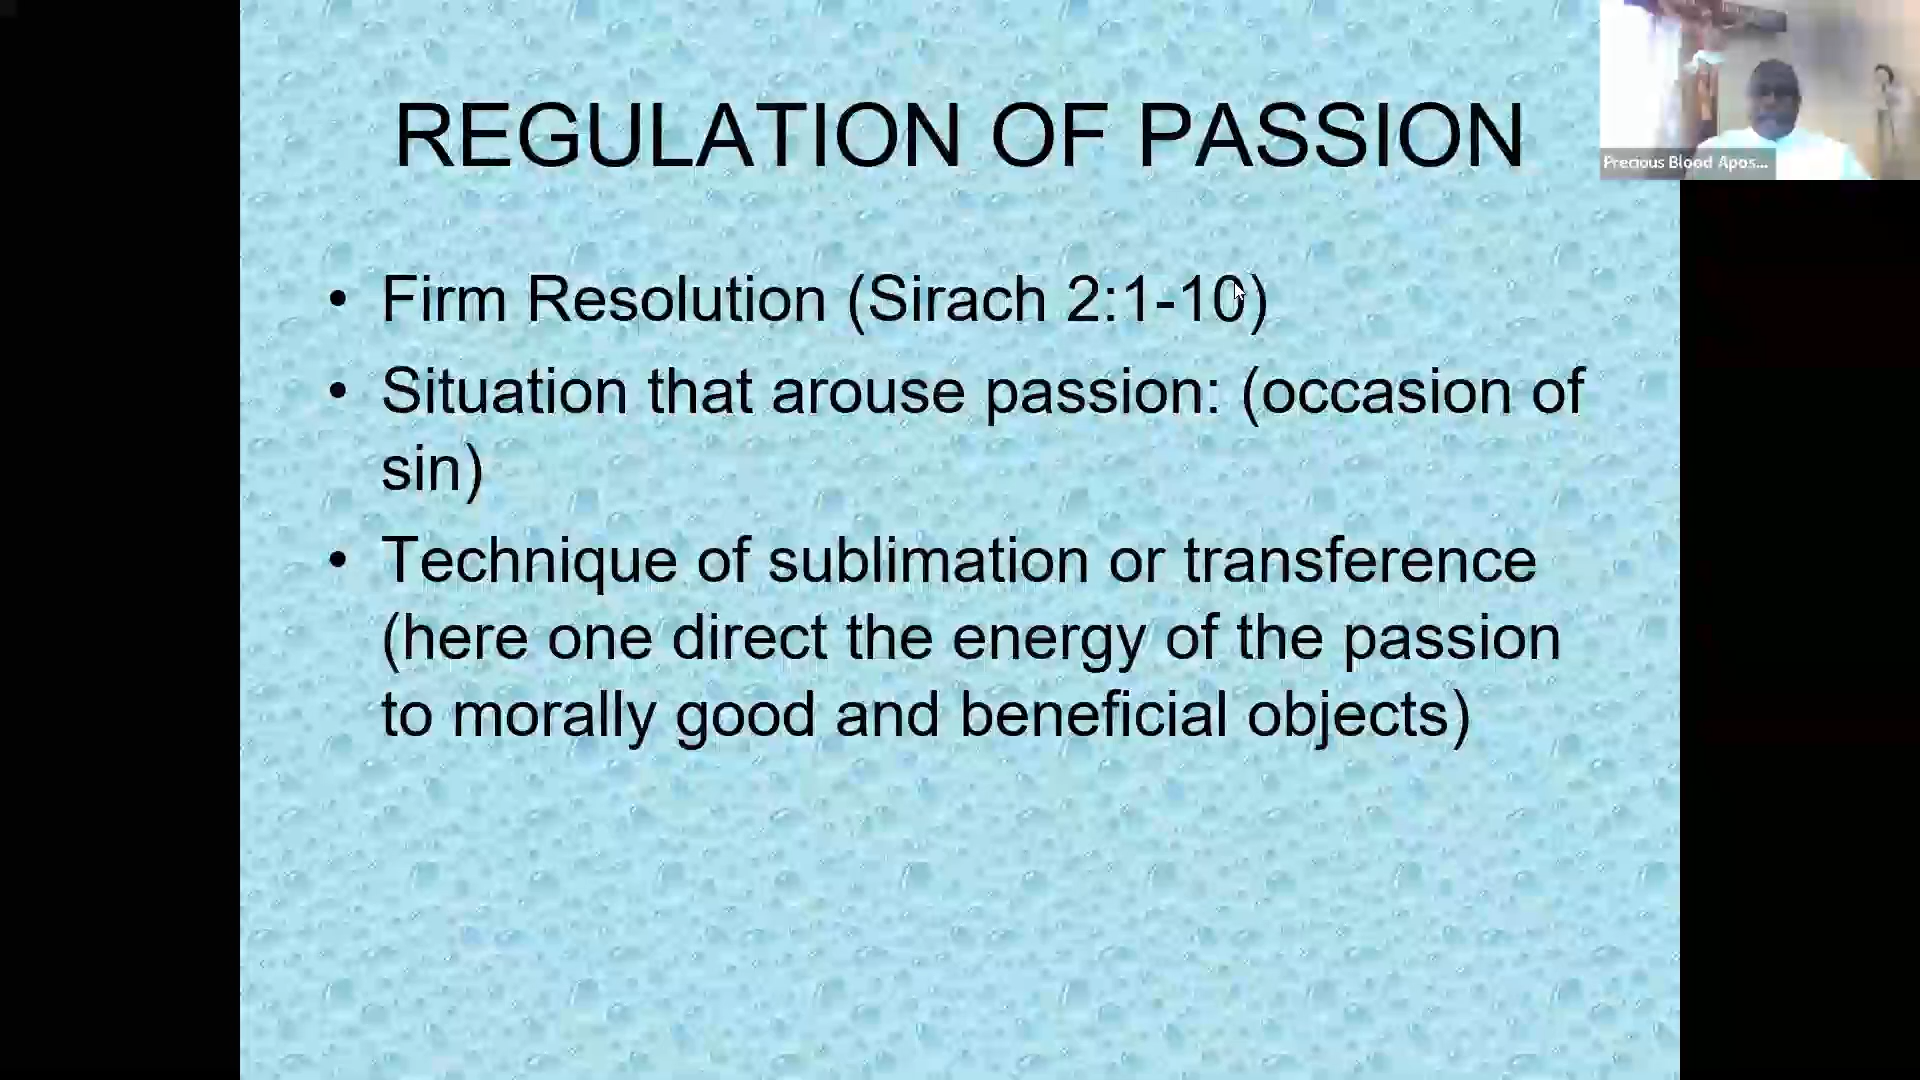 REGULATION OF PASSION
Precious Blood Apos...
• Firm Resolution (Sirach 2:1-10)
• Situation that arouse passion: (occasion of
sin)
• Technique of sublimation or transference
(here one direct the energy of the passion
to morally good and beneficial objects)